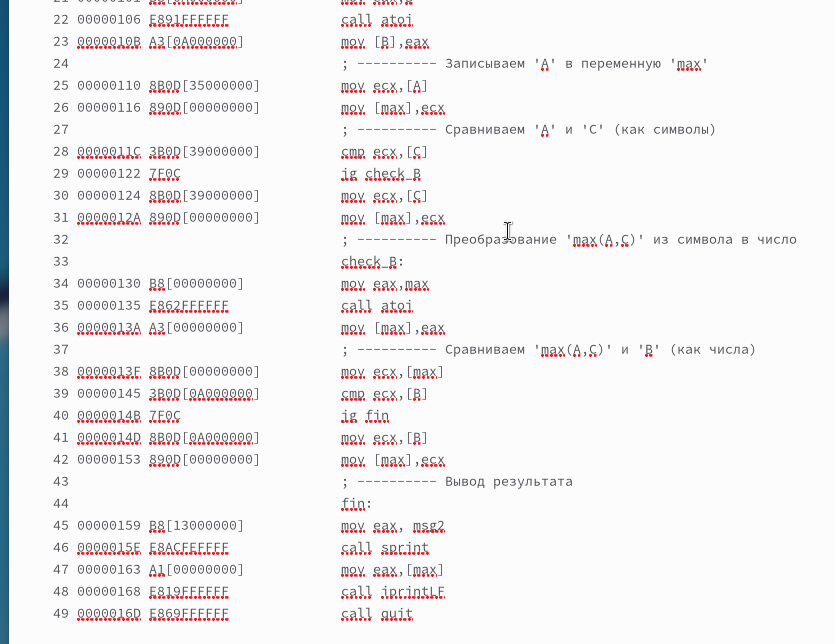 22 00000106 E891FFFFFF call atoi
23 0000010B A3[0A000000] mov [B],eax
24 ; ---------- Записываем 'A' в переменную 'max'
25 00000110 8B0D[35000000] mov ecx,[A]
26 00000116 890D[00000000] mov [max],ecx
27 ; ---------- Сравниваем 'A' и 'С' (как символы)
28 0000011C 3B0D[39000000] cmp ecx,[C]
29 00000122 7F0C jg check_B
30 00000124 8B0D[39000000] mov ecx,[C]
31 0000012A 890D[00000000] mov [max],ecx
32 ; ---------- Преобразование 'max(A,C)' из символа в число
33 check_B:
34 00000130 B8[00000000] mov eax,max
35 00000135 E862FFFFFF call atoi
36 0000013A A3[00000000] mov [max],eax
37 ; ---------- Сравниваем 'max(A,C)' и 'B' (как числа)
38 0000013F 8B0D[00000000] mov ecx,[max]
39 00000145 3B0D[0A000000] cmp ecx,[B]
40 0000014B 7F0C jg fin
41 0000014D 8B0D[0A000000] mov ecx,[B]
42 00000153 890D[00000000] mov [max],ecx
43 ; ---------- Вывод результата
44 fin:
45 00000159 B8[13000000] mov eax, msg2
46 0000015E E8ACFEFFFF call sprint
47 00000163 A1[00000000] mov eax,[max]
48 00000168 E819FFFFFF call iprintLF
49 0000016D E869FFFFFF call quit